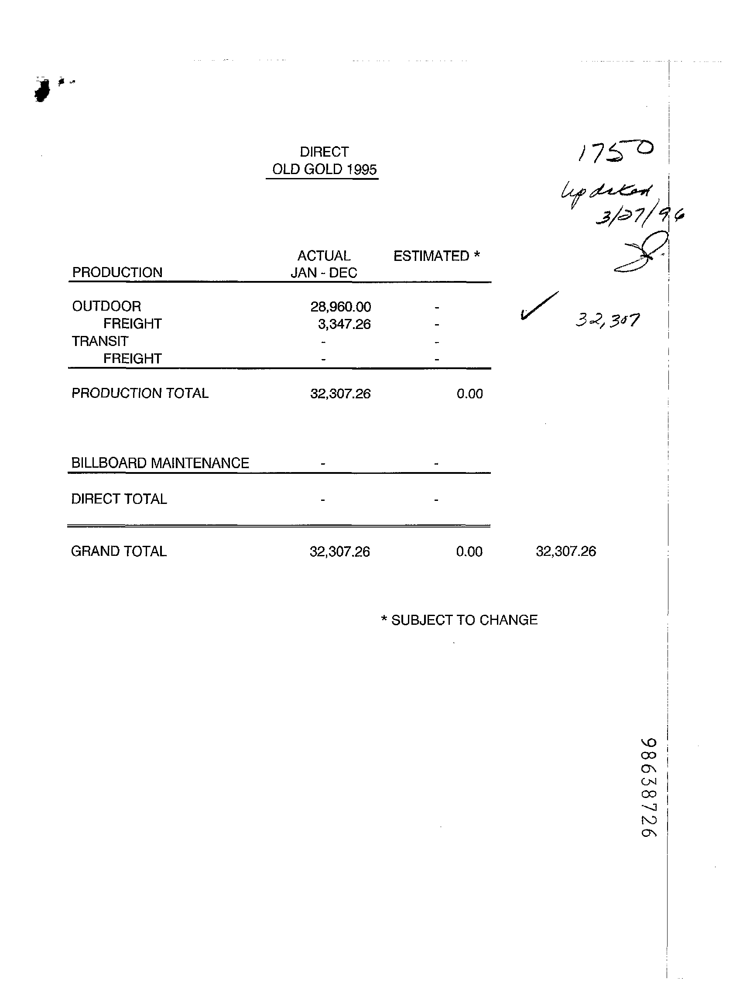 DIRECT
OLD GOLD 1995
1750
Updated
3/27/96
ACTUAL ESTIMATED *
PRODUCTION JAN - DEC
OUTDOOR 28,960.00 -
FREIGHT 3,347.26 - ✓ 32,307
TRANSIT - -
FREIGHT - -
PRODUCTION TOTAL 32,307.26 0.00
BILLBOARD MAINTENANCE - -
DIRECT TOTAL - -
GRAND TOTAL 32,307.26 0.00 32,307.26
* SUBJECT TO CHANGE
98638726